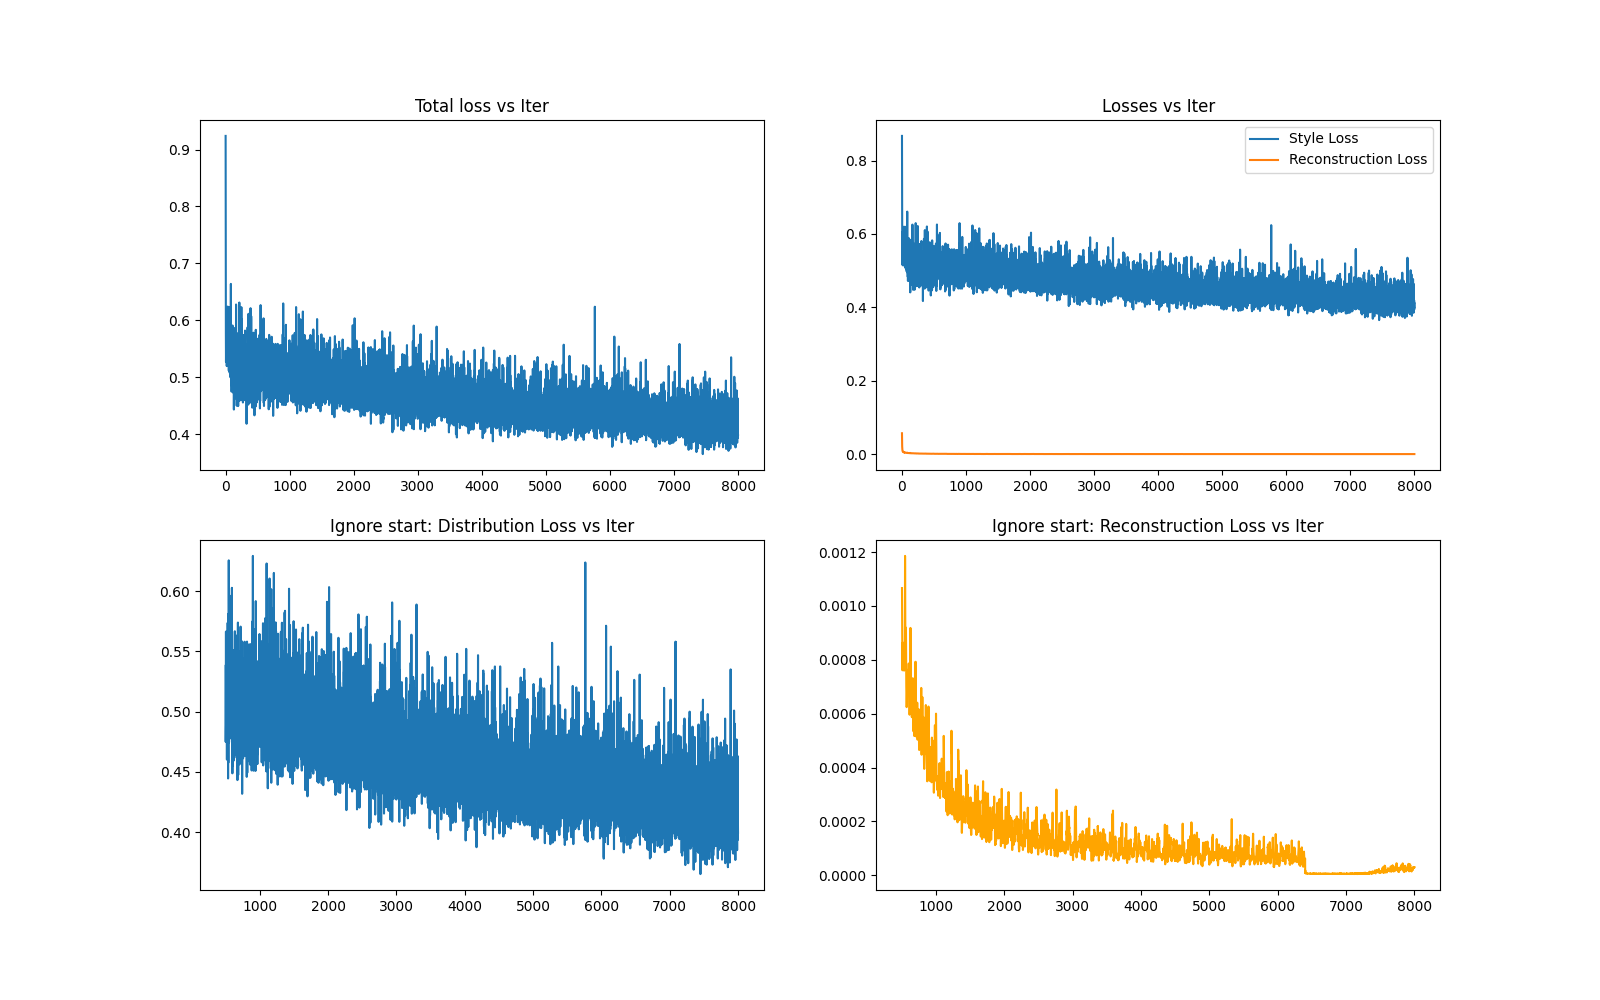 Total loss vs Iter
0.9
0.8
0.7
0.6
0.5
0.4
0 1000 2000 3000 4000 5000 6000 7000 8000
Losses vs Iter
Style Loss
Reconstruction Loss
0.8
0.6
0.4
0.2
0.0
0 1000 2000 3000 4000 5000 6000 7000 8000
Ignore start: Distribution Loss vs Iter
0.60
0.55
0.50
0.45
0.40
1000 2000 3000 4000 5000 6000 7000 8000
Ignore start: Reconstruction Loss vs Iter
0.0012
0.0010
0.0008
0.0006
0.0004
0.0002
0.0000
1000 2000 3000 4000 5000 6000 7000 8000